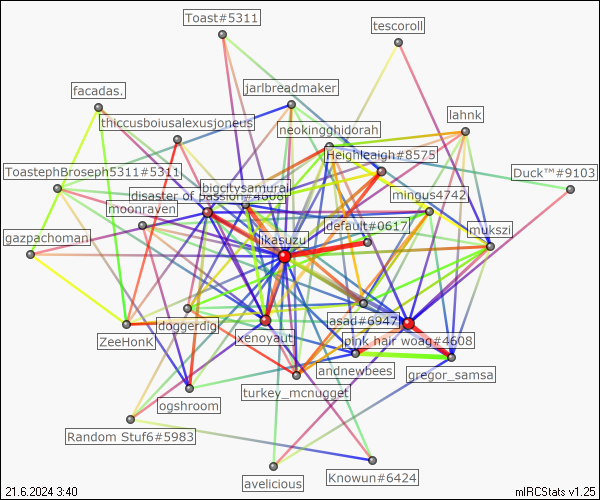 Toast#5311
tescoroll
jarlbreadmaker
facadas.
lahnk
thiccusboiusalexusjoneus
neokingghidorah
Heighleaigh#8575
ToastephBroseph5311#5311
Duck™#9103
bigcitysamurai
disaster of passion#4608
mingus4742
moonraven
default#0617
mukszi
gazpachoman
ikasuzu
asad#6947
doggerdig
xenoyaut
ZeeHonK
pink hair woag#4608
andrewbees
gregor_samsa
turkey_mcnugget
ogshroom
Random Stuf6#5983
Knowun#6424
avelicious
21.6.2024 3:40
mIRCStats v1.25